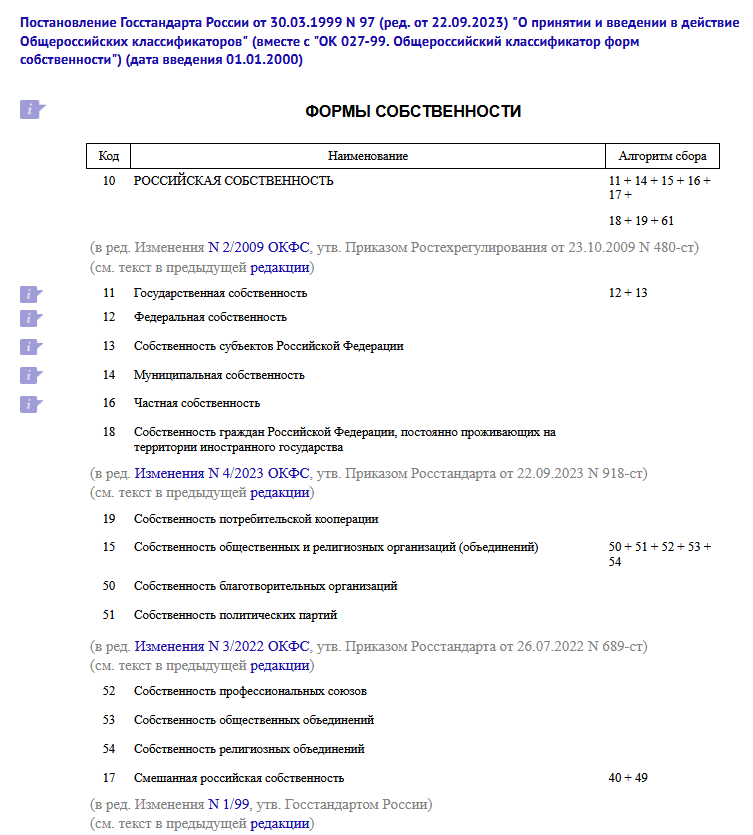 Постановление Госстандарта России от 30.03.1999 N 97 (ред. от 22.09.2023) "О принятии и введении в действие
Общероссийских классификаторов" (вместе с "ОК 027-99. Общероссийский классификатор форм
собственности") (дата введения 01.01.2000)
ФОРМЫ СОБСТВЕННОСТИ
Код Наименование Алгоритм сбора
10 РОССИЙСКАЯ СОБСТВЕННОСТЬ 11 + 14 + 15 + 16 +
17 +
18 + 19 + 61
(в ред. Изменения N 2/2009 ОКФС, утв. Приказом Ростехрегулирования от 23.10.2009 N 480-ст)
(см. текст в предыдущей редакции)
11 Государственная собственность 12 + 13
12 Федеральная собственность
13 Собственность субъектов Российской Федерации
14 Муниципальная собственность
16 Частная собственность
18 Собственность граждан Российской Федерации, постоянно проживающих на
территории иностранного государства
(в ред. Изменения N 4/2023 ОКФС, утв. Приказом Росстандарта от 22.09.2023 N 918-ст)
(см. текст в предыдущей редакции)
19 Собственность потребительской кооперации
15 Собственность общественных и религиозных организаций (объединений) 50 + 51 + 52 + 53 +
54
50 Собственность благотворительных организаций
51 Собственность политических партий
(в ред. Изменения N 3/2022 ОКФС, утв. Приказом Росстандарта от 26.07.2022 N 689-ст)
(см. текст в предыдущей редакции)
52 Собственность профессиональных союзов
53 Собственность общественных объединений
54 Собственность религиозных объединений
17 Смешанная российская собственность 40 + 49
(в ред. Изменения N 1/99, утв. Госстандартом России)
(см. текст в предыдущей редакции)